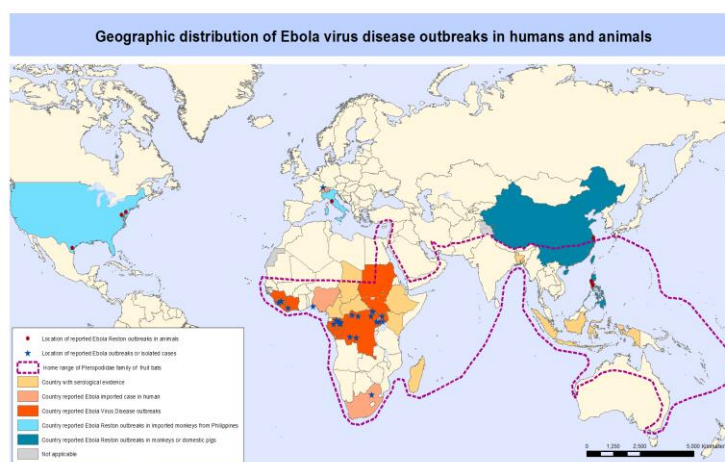 Geographic distribution of Ebola virus disease outbreaks in humans and animals
Location of reported Ebola Reston outbreaks in animals
Location of reported Ebola outbreaks or isolated cases
Home range of Pteropodidae family of fruit bats
Country with serological evidence
Country reported Ebola imported case in human
Country reported Ebola Virus Disease outbreaks
Country reported Ebola Reston outbreaks in imported monkeys from Philippines
Country reported Ebola Reston outbreaks in monkeys or domestic pigs
Not applicable
0 1,250 2,500 5,000 Kilometers